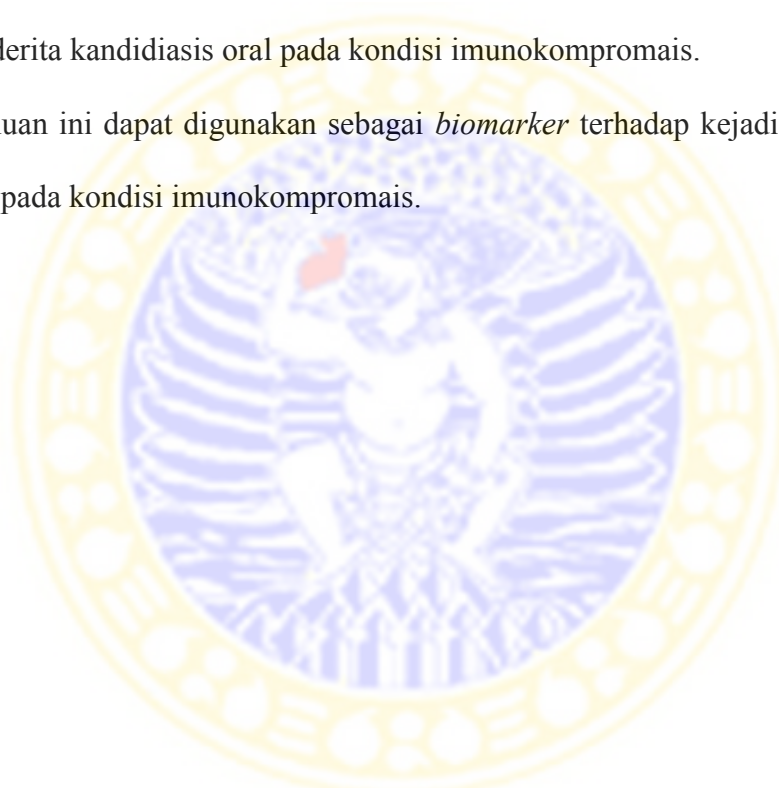 derita kandidiasis oral pada kondisi imunokompromais.
uan ini dapat digunakan sebagai biomarker terhadap kejadi
pada kondisi imunokompromais.